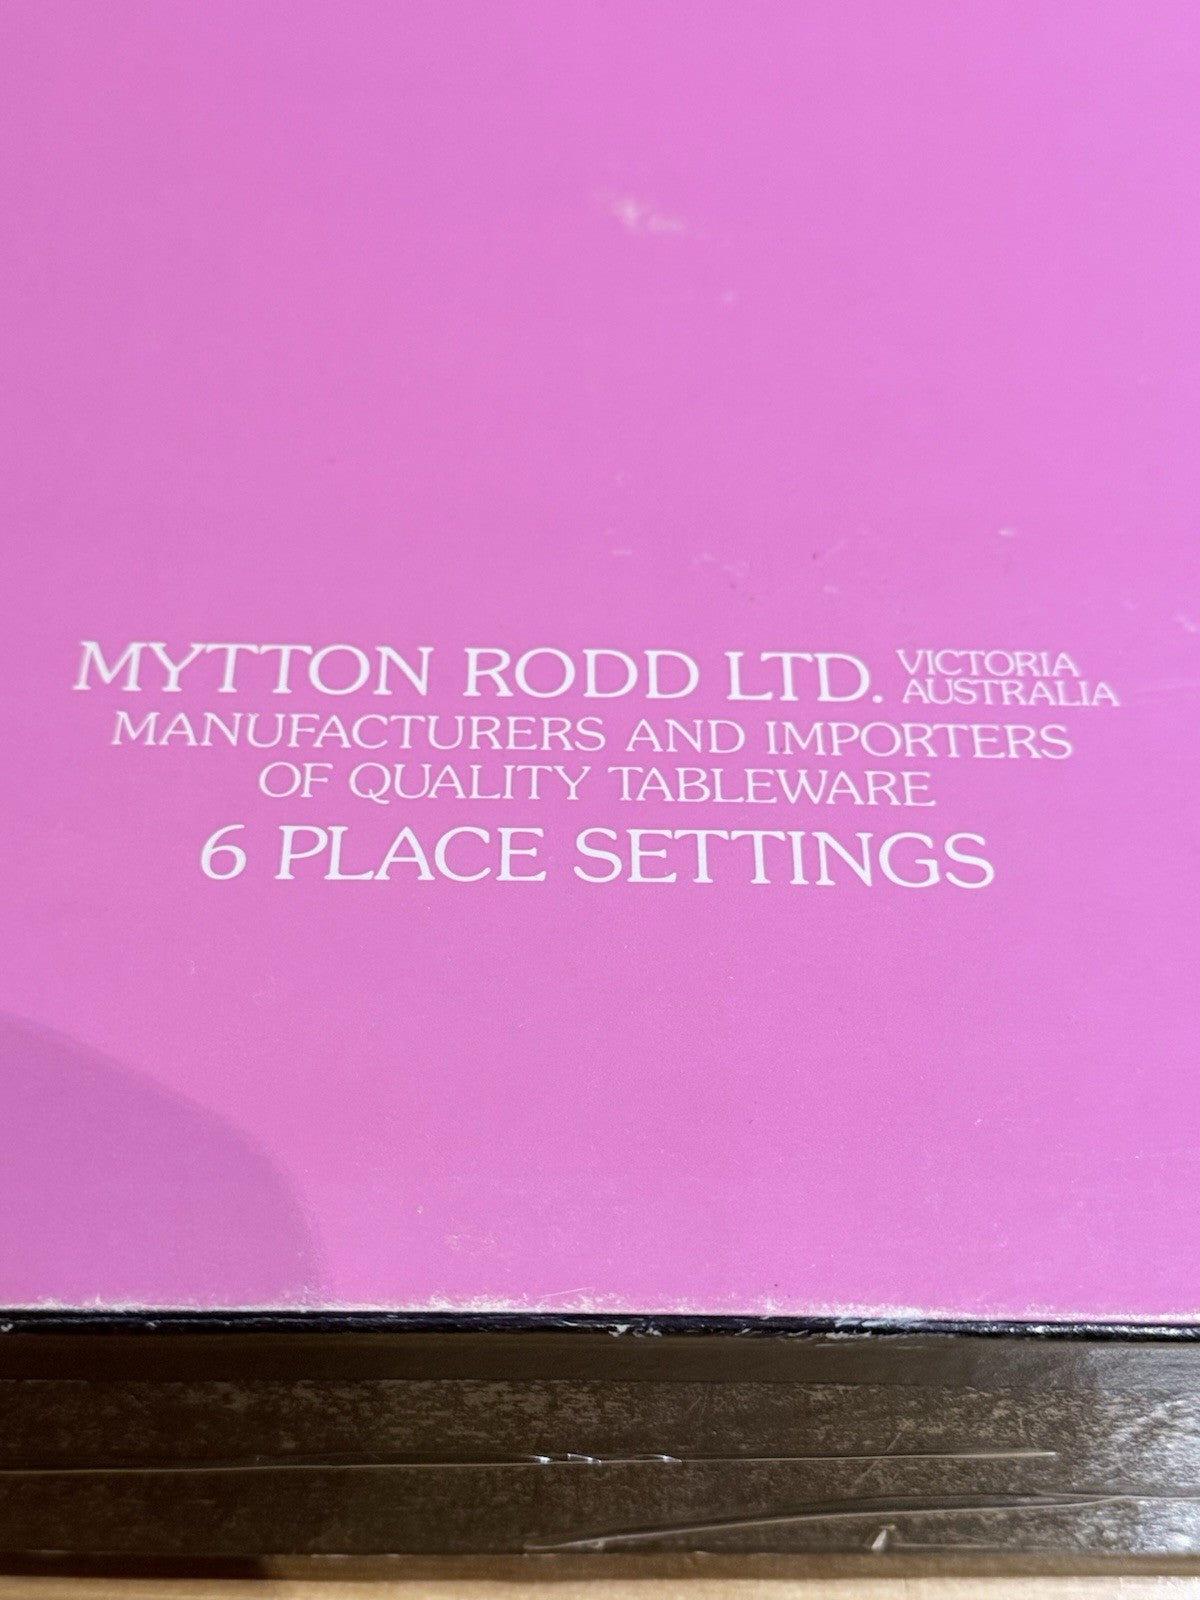 MYTTON RODD LTD. VICTORIA AUSTRALIA
MANUFACTURERS AND IMPORTERS
OF QUALITY TABLEWARE
6 PLACE SETTINGS